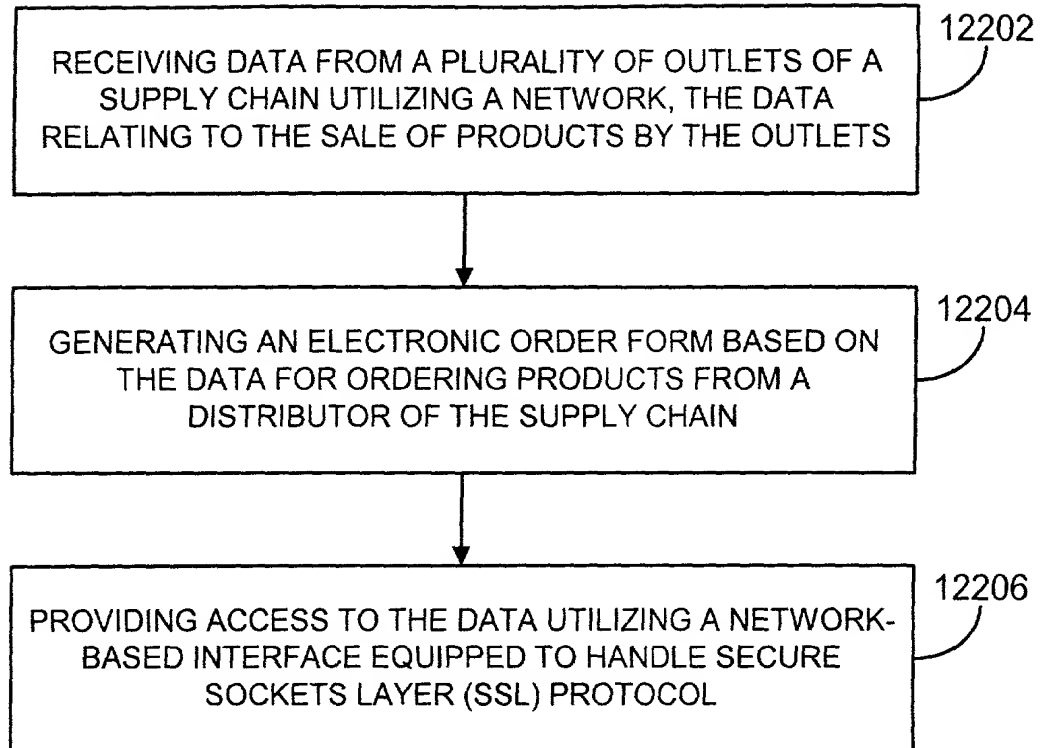 12202
RECEIVING DATA FROM A PLURALITY OF OUTLETS OF A
SUPPLY CHAIN UTILIZING A NETWORK, THE DATA
RELATING TO THE SALE OF PRODUCTS BY THE OUTLETS
12204
GENERATING AN ELECTRONIC ORDER FORM BASED ON
THE DATA FOR ORDERING PRODUCTS FROM A
DISTRIBUTOR OF THE SUPPLY CHAIN
12206
PROVIDING ACCESS TO THE DATA UTILIZING A NETWORK-
BASED INTERFACE EQUIPPED TO HANDLE SECURE
SOCKETS LAYER (SSL) PROTOCOL